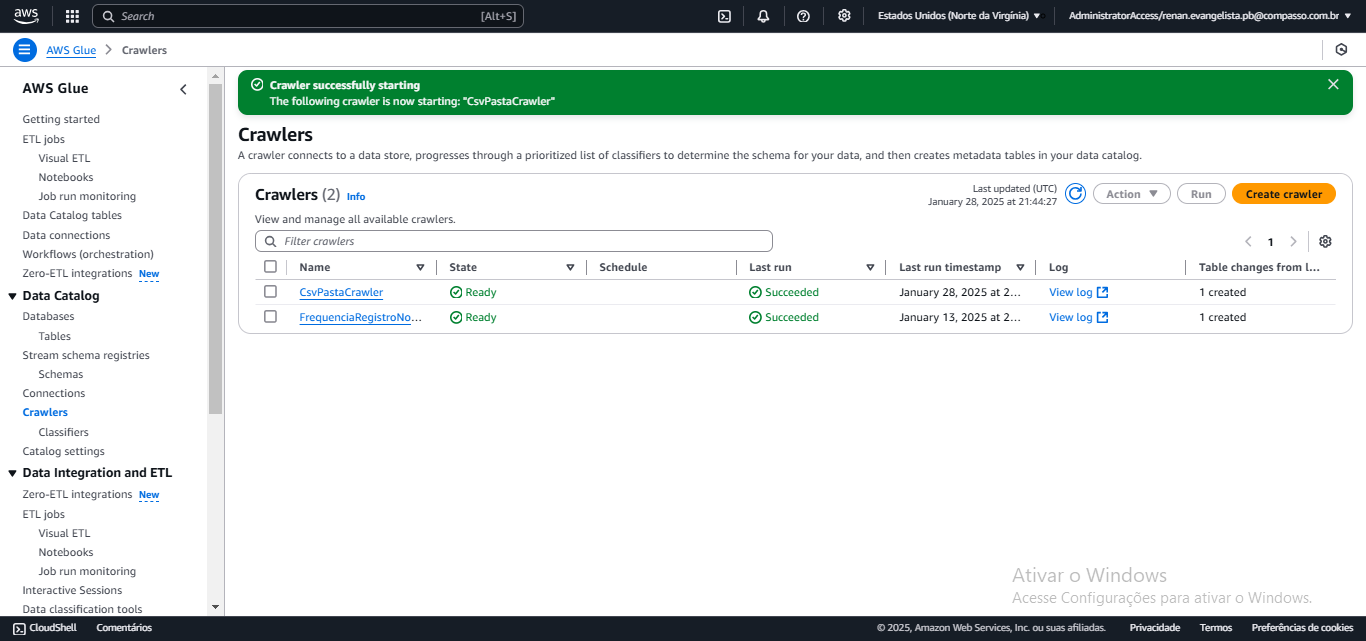 aws
Search [Alt+S]
Estados Unidos (Norte da Virgínia)
AdministratorAccess/renan.evangelista.pb@compasso.com.br
AWS Glue
Crawlers
AWS Glue
Getting started
ETL jobs
Visual ETL
Notebooks
Job run monitoring
Data Catalog tables
Data connections
Workflows (orchestration)
Zero-ETL integrations New
Data Catalog
Databases
Tables
Stream schema registries
Schemas
Connections
Crawlers
Classifiers
Catalog settings
Data Integration and ETL
Zero-ETL integrations New
ETL jobs
Visual ETL
Notebooks
Job run monitoring
Interactive Sessions
Data classification tools
Crawler successfully starting
The following crawler is now starting: "CsvPastaCrawler"
Crawlers
A crawler connects to a data store, progresses through a prioritized list of classifiers to determine the schema for your data, and then creates metadata tables in your data catalog.
Crawlers (2) Info
Last updated (UTC)
January 28, 2025 at 21:44:27
Action
Run
Create crawler
View and manage all available crawlers.
Filter crawlers
1
Name State Schedule Last run Last run timestamp Log Table changes from l...
CsvPastaCrawler Ready Succeeded January 28, 2025 at 2... View log 1 created
FrequenciaRegistroNo... Ready Succeeded January 13, 2025 at 2... View log 1 created
Ativar o Windows
Acesse Configurações para ativar o Windows.
CloudShell Comentários © 2025, Amazon Web Services, Inc. ou suas afiliadas. Privacidade Termos Preferências de cookies